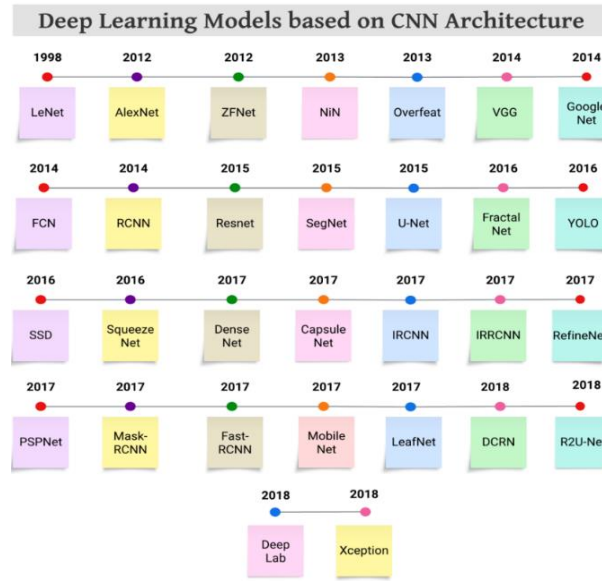 Deep Learning Models based on CNN Architecture
1998 2012 2012 2013 2013 2014 2014
LeNet AlexNet ZFNet NiN Overfeat VGG Google
Net
2014 2014 2015 2015 2015 2016 2016
FCN RCNN Resnet SegNet U-Net Fractal YOLO
Net
2016 2016 2017 2017 2017 2017 2017
SSD Squeeze Dense Capsule IRCNN IRRCNN RefineNe
Net Net Net
2017 2017 2017 2017 2017 2018 2018
PSPNet Mask- Fast- Mobile LeafNet DCRN R2U-Ne
RCNN RCNN Net
2018 2018
Deep Xception
Lab